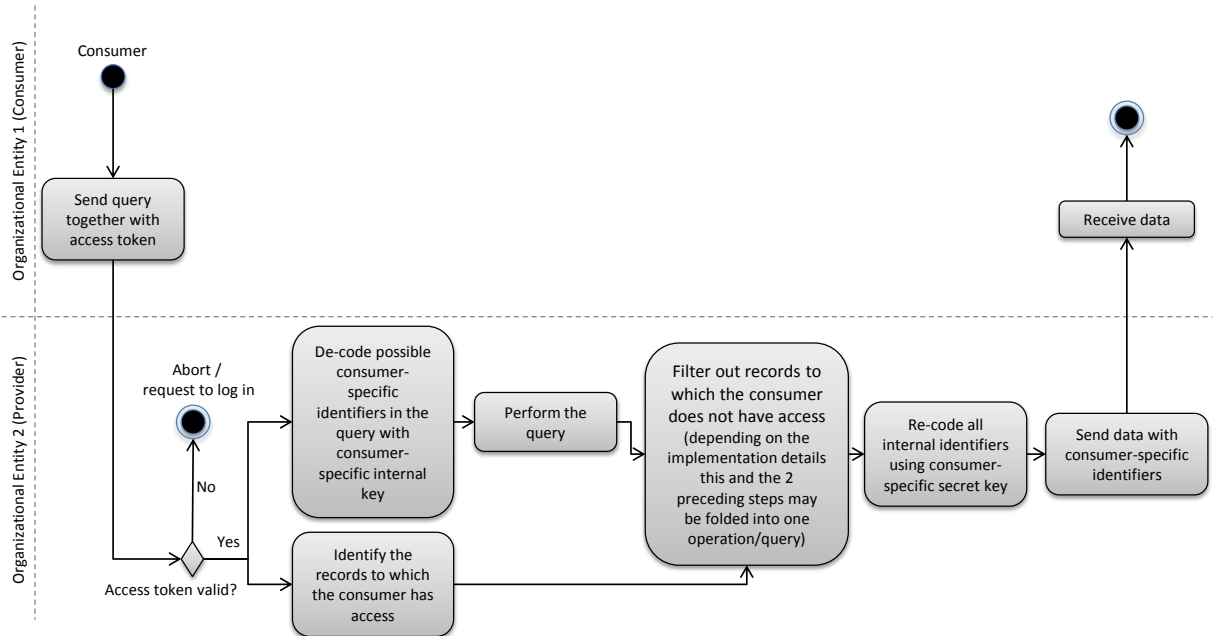 Organizational Entity 1 (Consumer)
Consumer
Send query
together with
access token
Receive data
Organizational Entity 2 (Provider)
Abort /
request to log in
No
Yes
Access token valid?
De-code possible
consumer-
specific
identifiers in the
query with
consumer-
specific internal
key
Perform the
query
Identify the
records to which
the consumer has
access
Filter out records to
which the consumer
does not have access
(depending on the
implementation details
this and the 2
preceding steps may
be folded into one
operation/query)
Re-code all
internal identifiers
using consumer-
specific secret key
Send data with
consumer-specific
identifiers